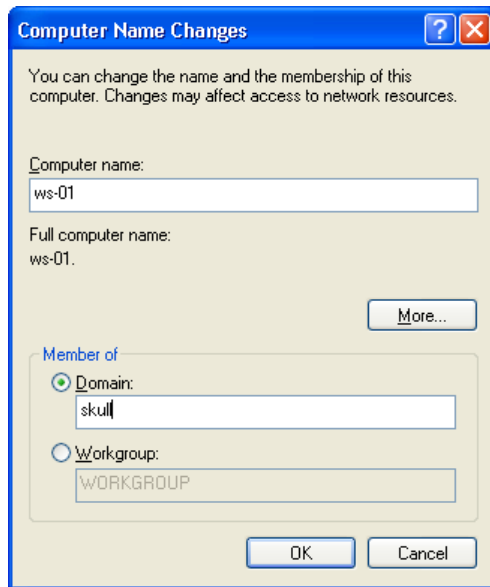 Computer Name Changes
You can change the name and the membership of this
computer. Changes may affect access to network resources.
Computer name:
ws-01
Full computer name:
ws-01.
More...
Member of
Domain:
skull
Workgroup:
WORKGROUP
OK Cancel